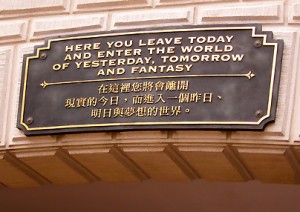 HERE YOU LEAVE TODAY
AND ENTER THE WORLD
OF YESTERDAY, TOMORROW
AND FANTASY
在這裡您將會離開
現實的今日，而進入一個昨日、
明日與夢想的世界。